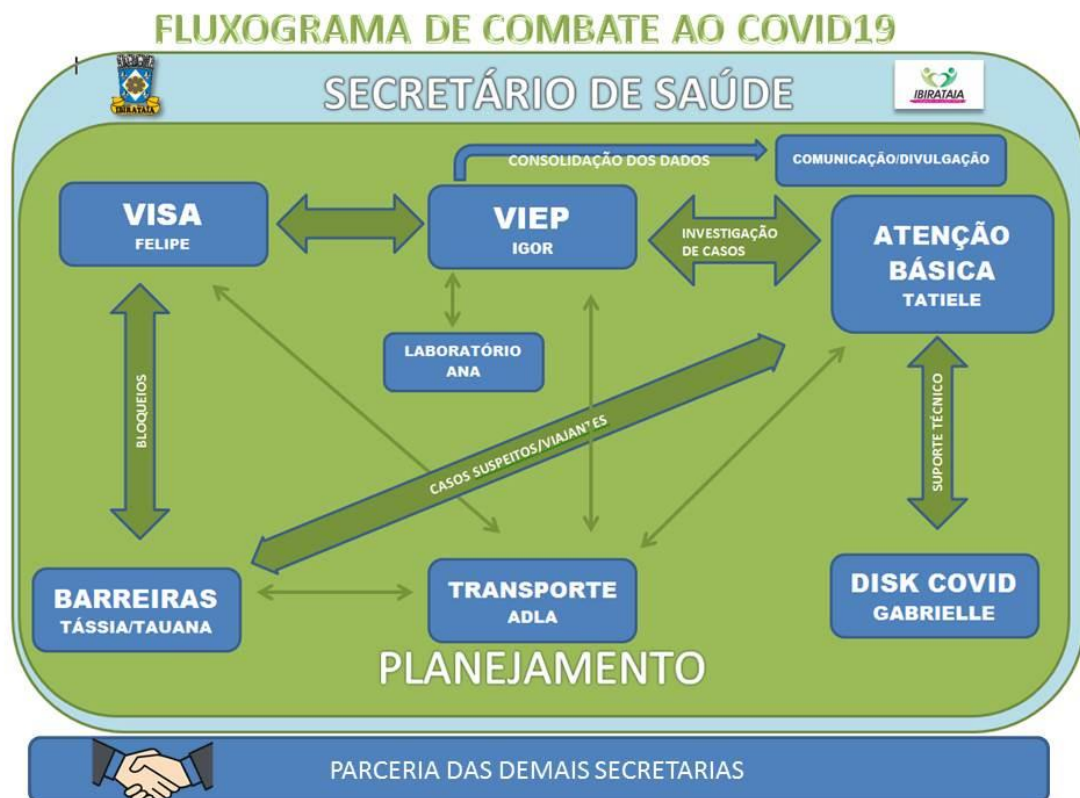 FLUXOGRAMA DE COMBATE AO COVID19
IBIRATAIA
SECRETÁRIO DE SAÚDE
IBIRATAIA
CONSOLIDAÇÃO DOS DADOS
COMUNICAÇÃO/DIVULGAÇÃO
VISA
FELIPE
VIEP
IGOR
INVESTIGAÇÃO
DE CASOS
ATENÇÃO
BÁSICA
TATIELE
LABORATÓRIO
ANA
BLOQUEIOS
CASOS SUSPEITOS/VIAJANTES
SUPORTE TÉCNICO
BARREIRAS
TÁSSIA/TAUANA
TRANSPORTE
ADLA
DISK COVID
GABRIELLE
PLANEJAMENTO
PARCERIA DAS DEMAIS SECRETARIAS